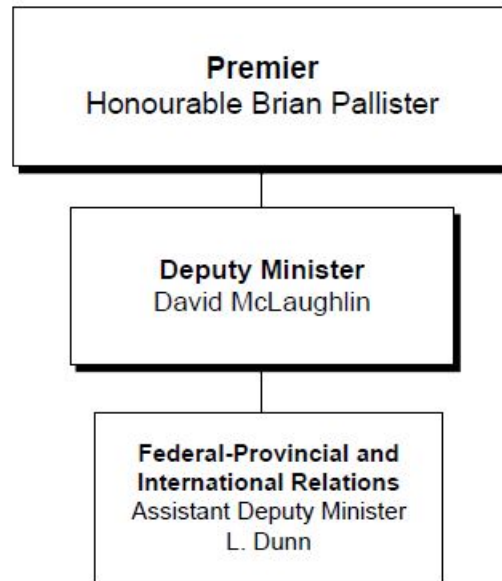 Premier
Honourable Brian Pallister
Deputy Minister
David McLaughlin
Federal-Provincial and
International Relations
Assistant Deputy Minister
L. Dunn